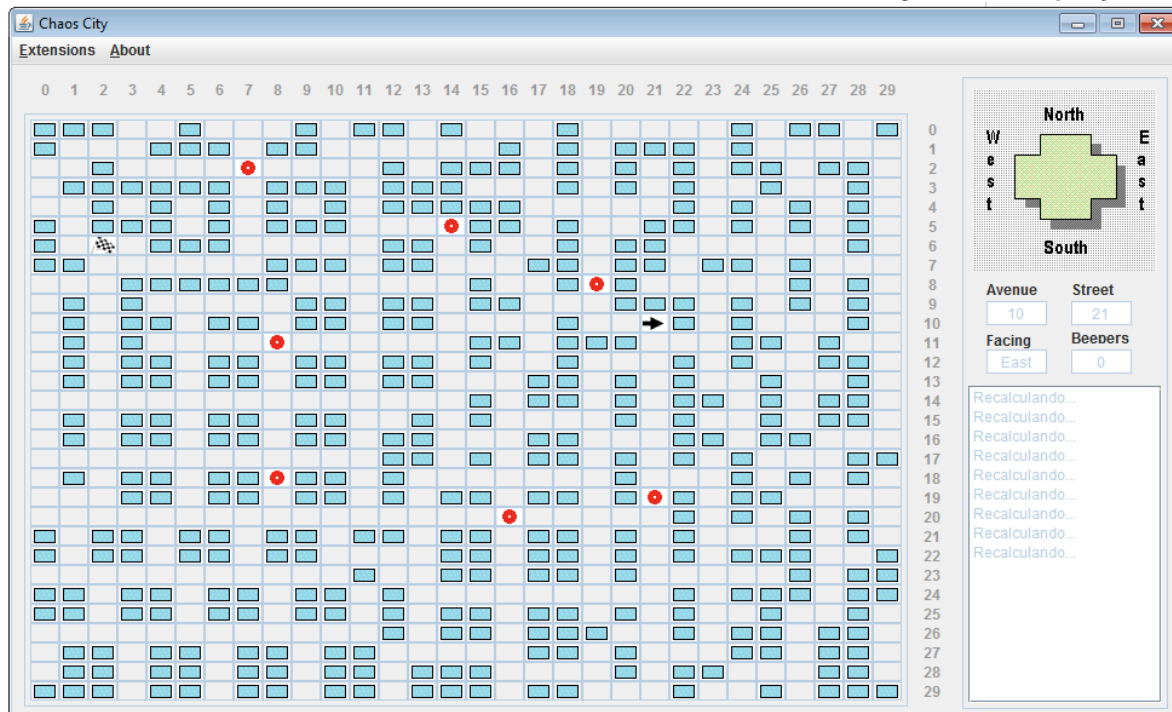 Chaos City
Extensions About
0 1 2 3 4 5 6 7 8 9 10 11 12 13 14 15 16 17 18 19 20 21 22 23 24 25 26 27 28 29
0
1
2
3
4
5
6
7
8
9
10
11
12
13
14
15
16
17
18
19
20
21
22
23
24
25
26
27
28
29
North
West
East
South
Avenue Street
10 21
Facing Beepers
East 0
Recalculando...
Recalculando...
Recalculando...
Recalculando...
Recalculando...
Recalculando...
Recalculando...
Recalculando...
Recalculando...